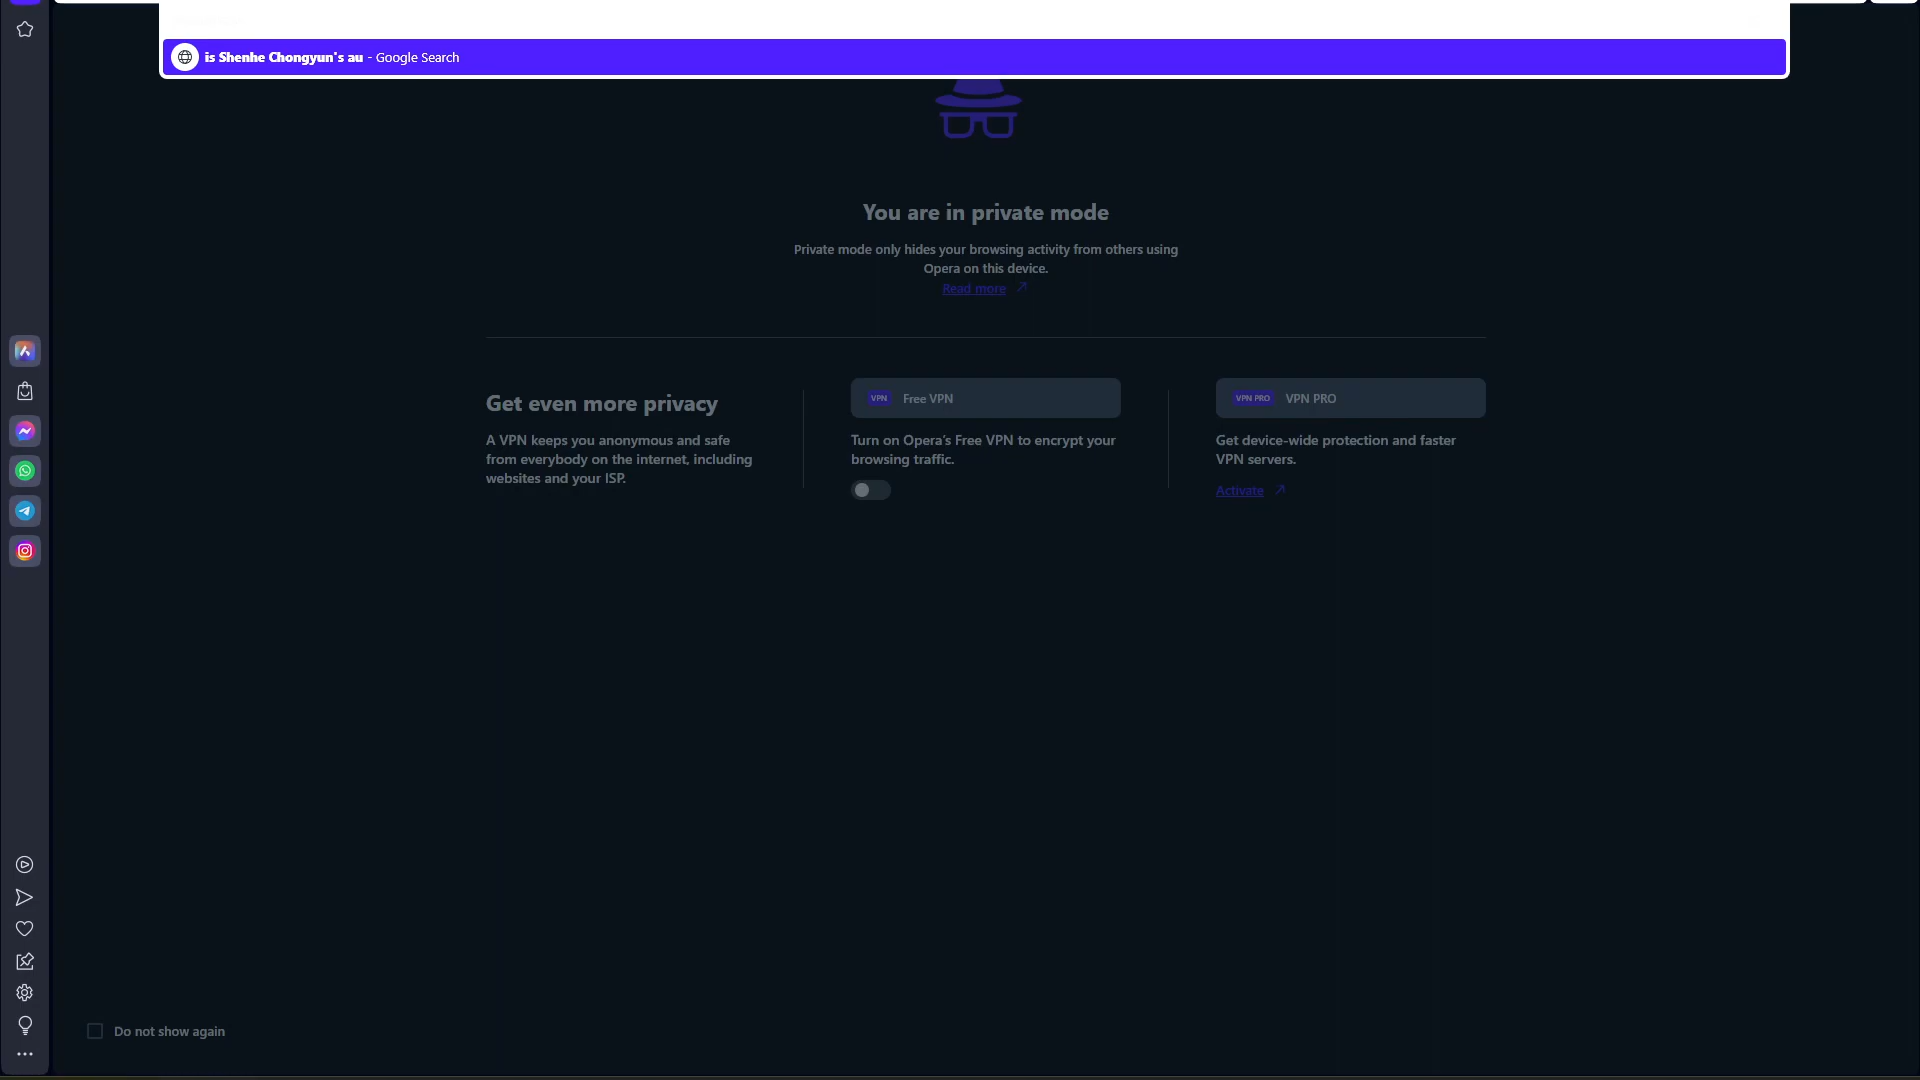 is Shenhe Chongyun's au - Google Search
You are in private mode
Private mode only hides your browsing activity from others using
Opera on this device.
Read more
Get even more privacy
A VPN keeps you anonymous and safe
from everybody on the internet, including
websites and your ISP.
VPN Free VPN
Turn on Opera's Free VPN to encrypt your
browsing traffic.
VPN PRO VPN PRO
Get device-wide protection and faster
VPN servers.
Activate
Do not show again